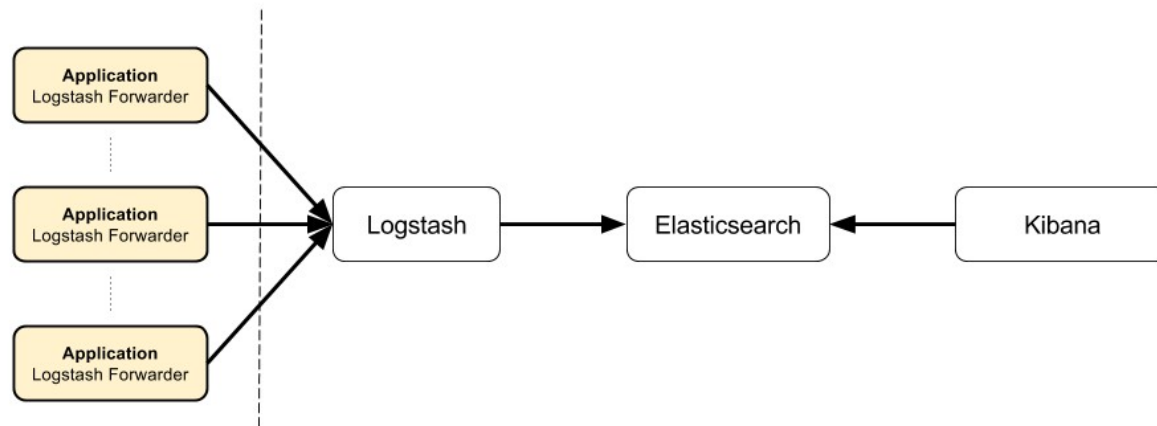 Application
Logstash Forwarder
Application
Logstash Forwarder
Logstash
Elasticsearch
Kibana
Application
Logstash Forwarder